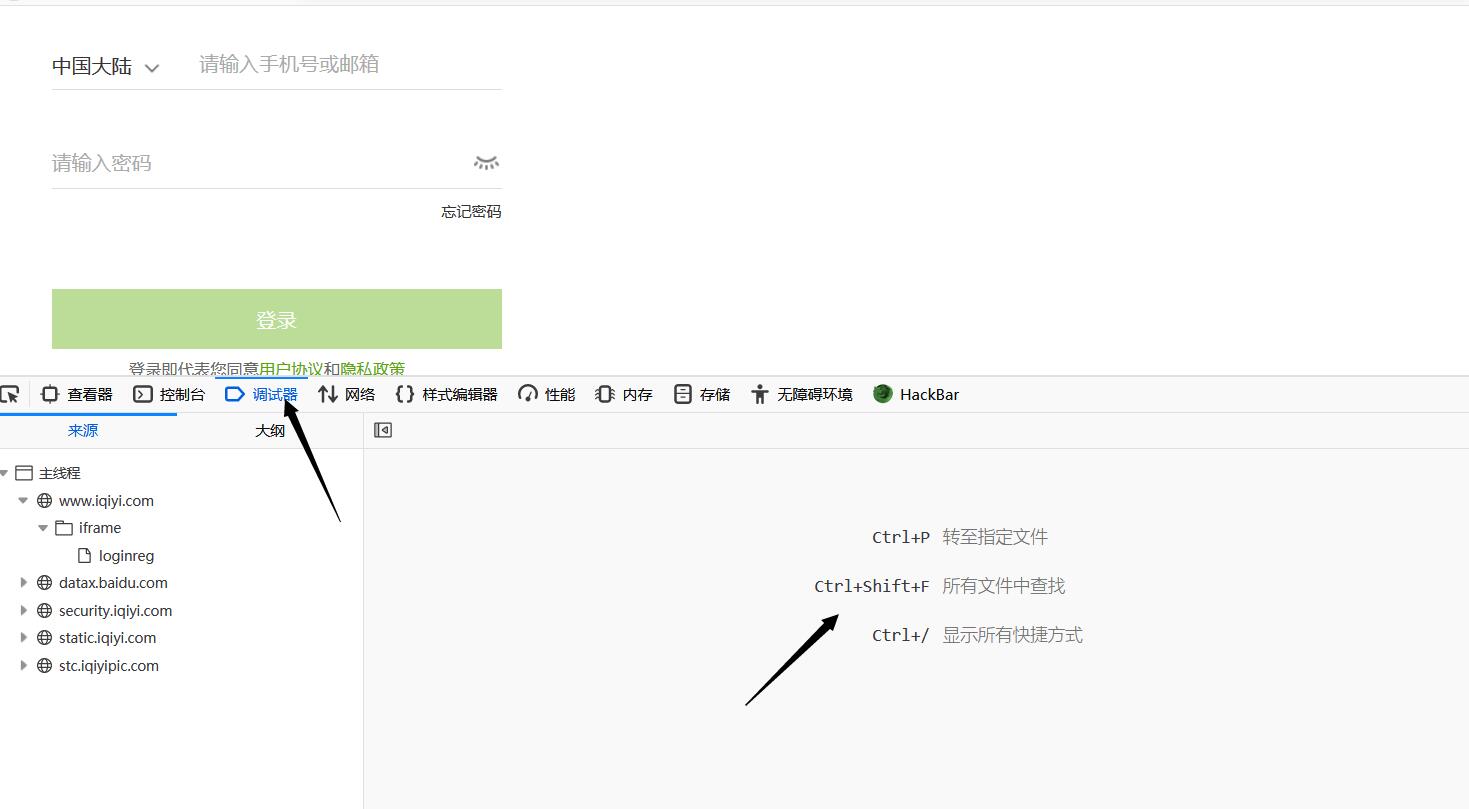 中国大陆 请输入手机号或邮箱
请输入密码
忘记密码
登录
登录即代表您同意用户协议和隐私政策
查看器 控制台 调试器 网络 样式编辑器 性能 内存 存储 无障碍环境 HackBar
来源 大纲
主线程
www.iqiyi.com
iframe
loginreg
datax.baidu.com
security.iqiyi.com
static.iqiyi.com
stc.iqiyipic.com
Ctrl+P 转至指定文件
Ctrl+Shift+F 所有文件中查找
Ctrl+/ 显示所有快捷方式